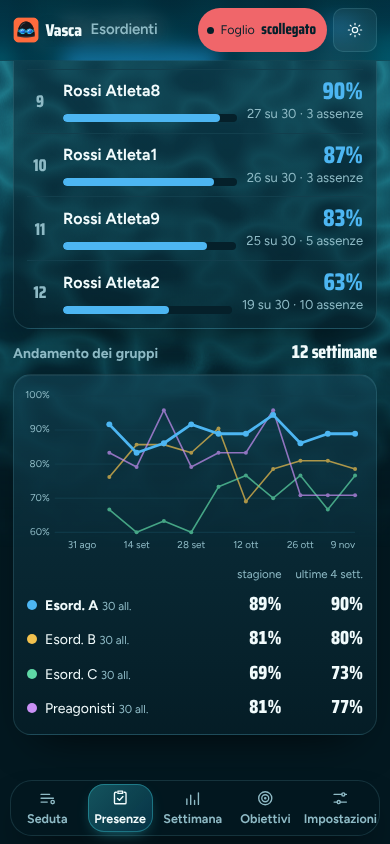 Vasca Esordienti Foglio scollegato
9 Rossi Atleta8 90%
27 su 30 · 3 assenze
10 Rossi Atleta1 87%
26 su 30 · 3 assenze
11 Rossi Atleta9 83%
25 su 30 · 5 assenze
12 Rossi Atleta2 63%
19 su 30 · 10 assenze
Andamento dei gruppi 12 settimane
100%
90%
80%
70%
60%
31 ago 14 set 28 set 12 ott 26 ott 9 nov
stagione ultime 4 sett.
Esord. A 30 all. 89% 90%
Esord. B 30 all. 81% 80%
Esord. C 30 all. 69% 73%
Preagonisti 30 all. 81% 77%
Seduta Presenze Settimana Obiettivi Impostazioni